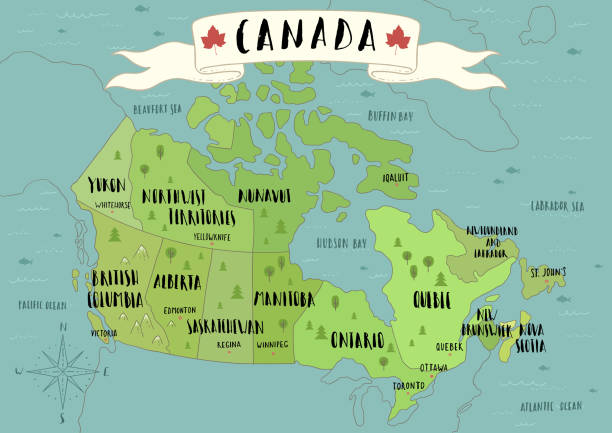 CANADA
BEAUFORT SEA
BUFFIN BAY
IQALUIT
YUKON
WHITEHORSE
NORTHWEST
TERRITORIES
YELLOWKNIFE
NUNAVUT
LABRADOR SEA
HUDSON BAY
NEWFOUNDLAND
AND
LABRADOR
ST. JOHN'S
BRITISH
COLUMBIA
ALBERTA
EDMONTON
SASKATCHEWAN
REGINA
MANITOBA
WINNIPEG
ONTARIO
QUEBEC
PACIFIC OCEAN
VICTORIA
NEW
BRUNSWICK
NOVA
SCOTIA
QUEBEK
OTTAWA
TORONTO
ATLANTIC OCEAN
N
W
E
S